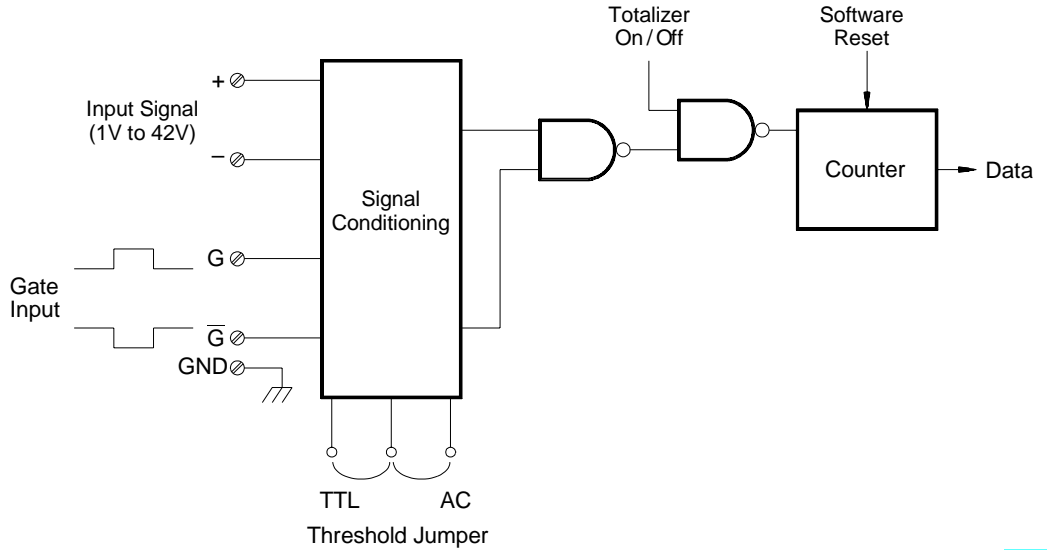 Totalizer
On / Off
Software
Reset
+
Input Signal
(1V to 42V)
–
Signal
Conditioning
Counter
Data
Gate
Input
G
G̅
GND
TTL
AC
Threshold Jumper